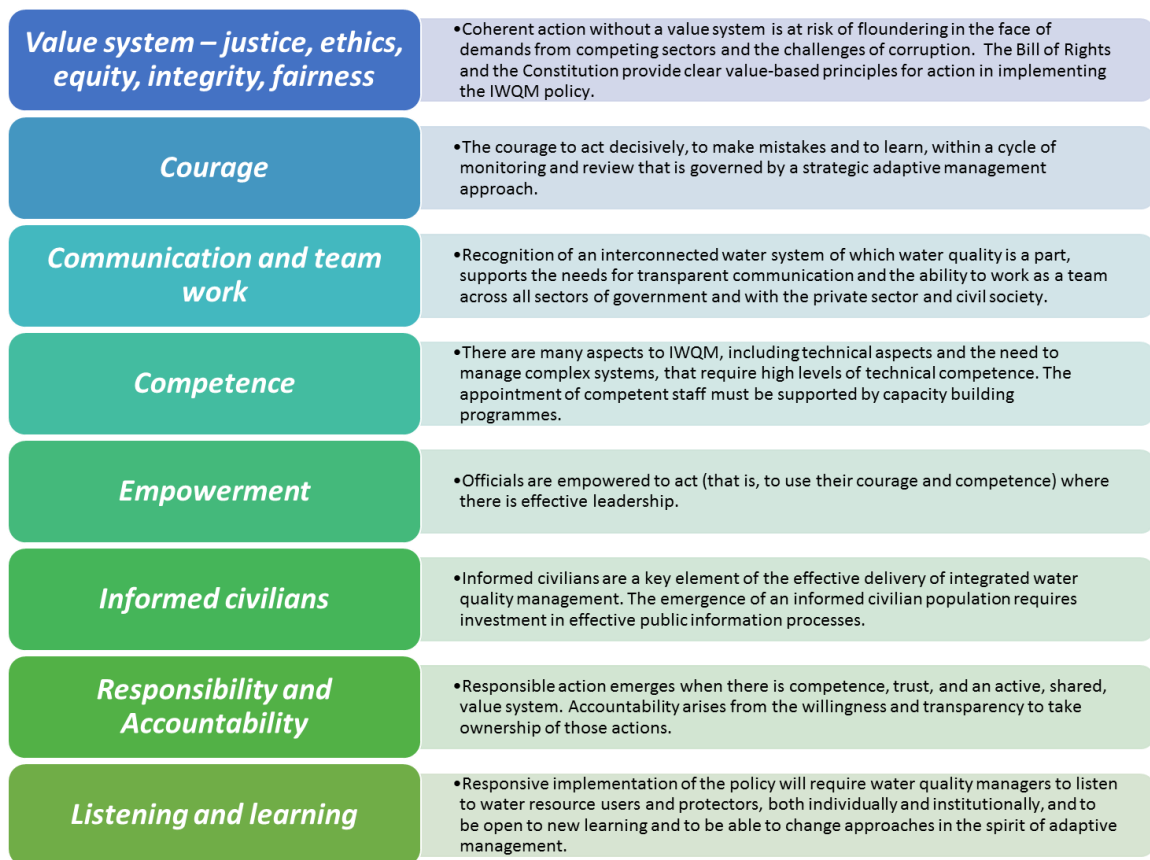 Value system – justice, ethics,
equity, integrity, fairness
•Coherent action without a value system is at risk of floundering in the face of
demands from competing sectors and the challenges of corruption.  The Bill of Rights
and the Constitution provide clear value-based principles for action in implementing
the IWQM policy.
Courage
•The courage to act decisively, to make mistakes and to learn, within a cycle of
monitoring and review that is governed by a strategic adaptive management
approach.
Communication and team
work
•Recognition of an interconnected water system of which water quality is a part,
supports the needs for transparent communication and the ability to work as a team
across all sectors of government and with the private sector and civil society.
Competence
•There are many aspects to IWQM, including technical aspects and the need to
manage complex systems, that require high levels of technical competence. The
appointment of competent staff must be supported by capacity building
programmes.
Empowerment
•Officials are empowered to act (that is, to use their courage and competence) where
there is effective leadership.
Informed civilians
•Informed civilians are a key element of the effective delivery of integrated water
quality management. The emergence of an informed civilian population requires
investment in effective public information processes.
Responsibility and
Accountability
•Responsible action emerges when there is competence, trust, and an active, shared,
value system. Accountability arises from the willingness and transparency to take
ownership of those actions.
Listening and learning
•Responsive implementation of the policy will require water quality managers to listen
to water resource users and protectors, both individually and institutionally, and to
be open to new learning and to be able to change approaches in the spirit of adaptive
management.